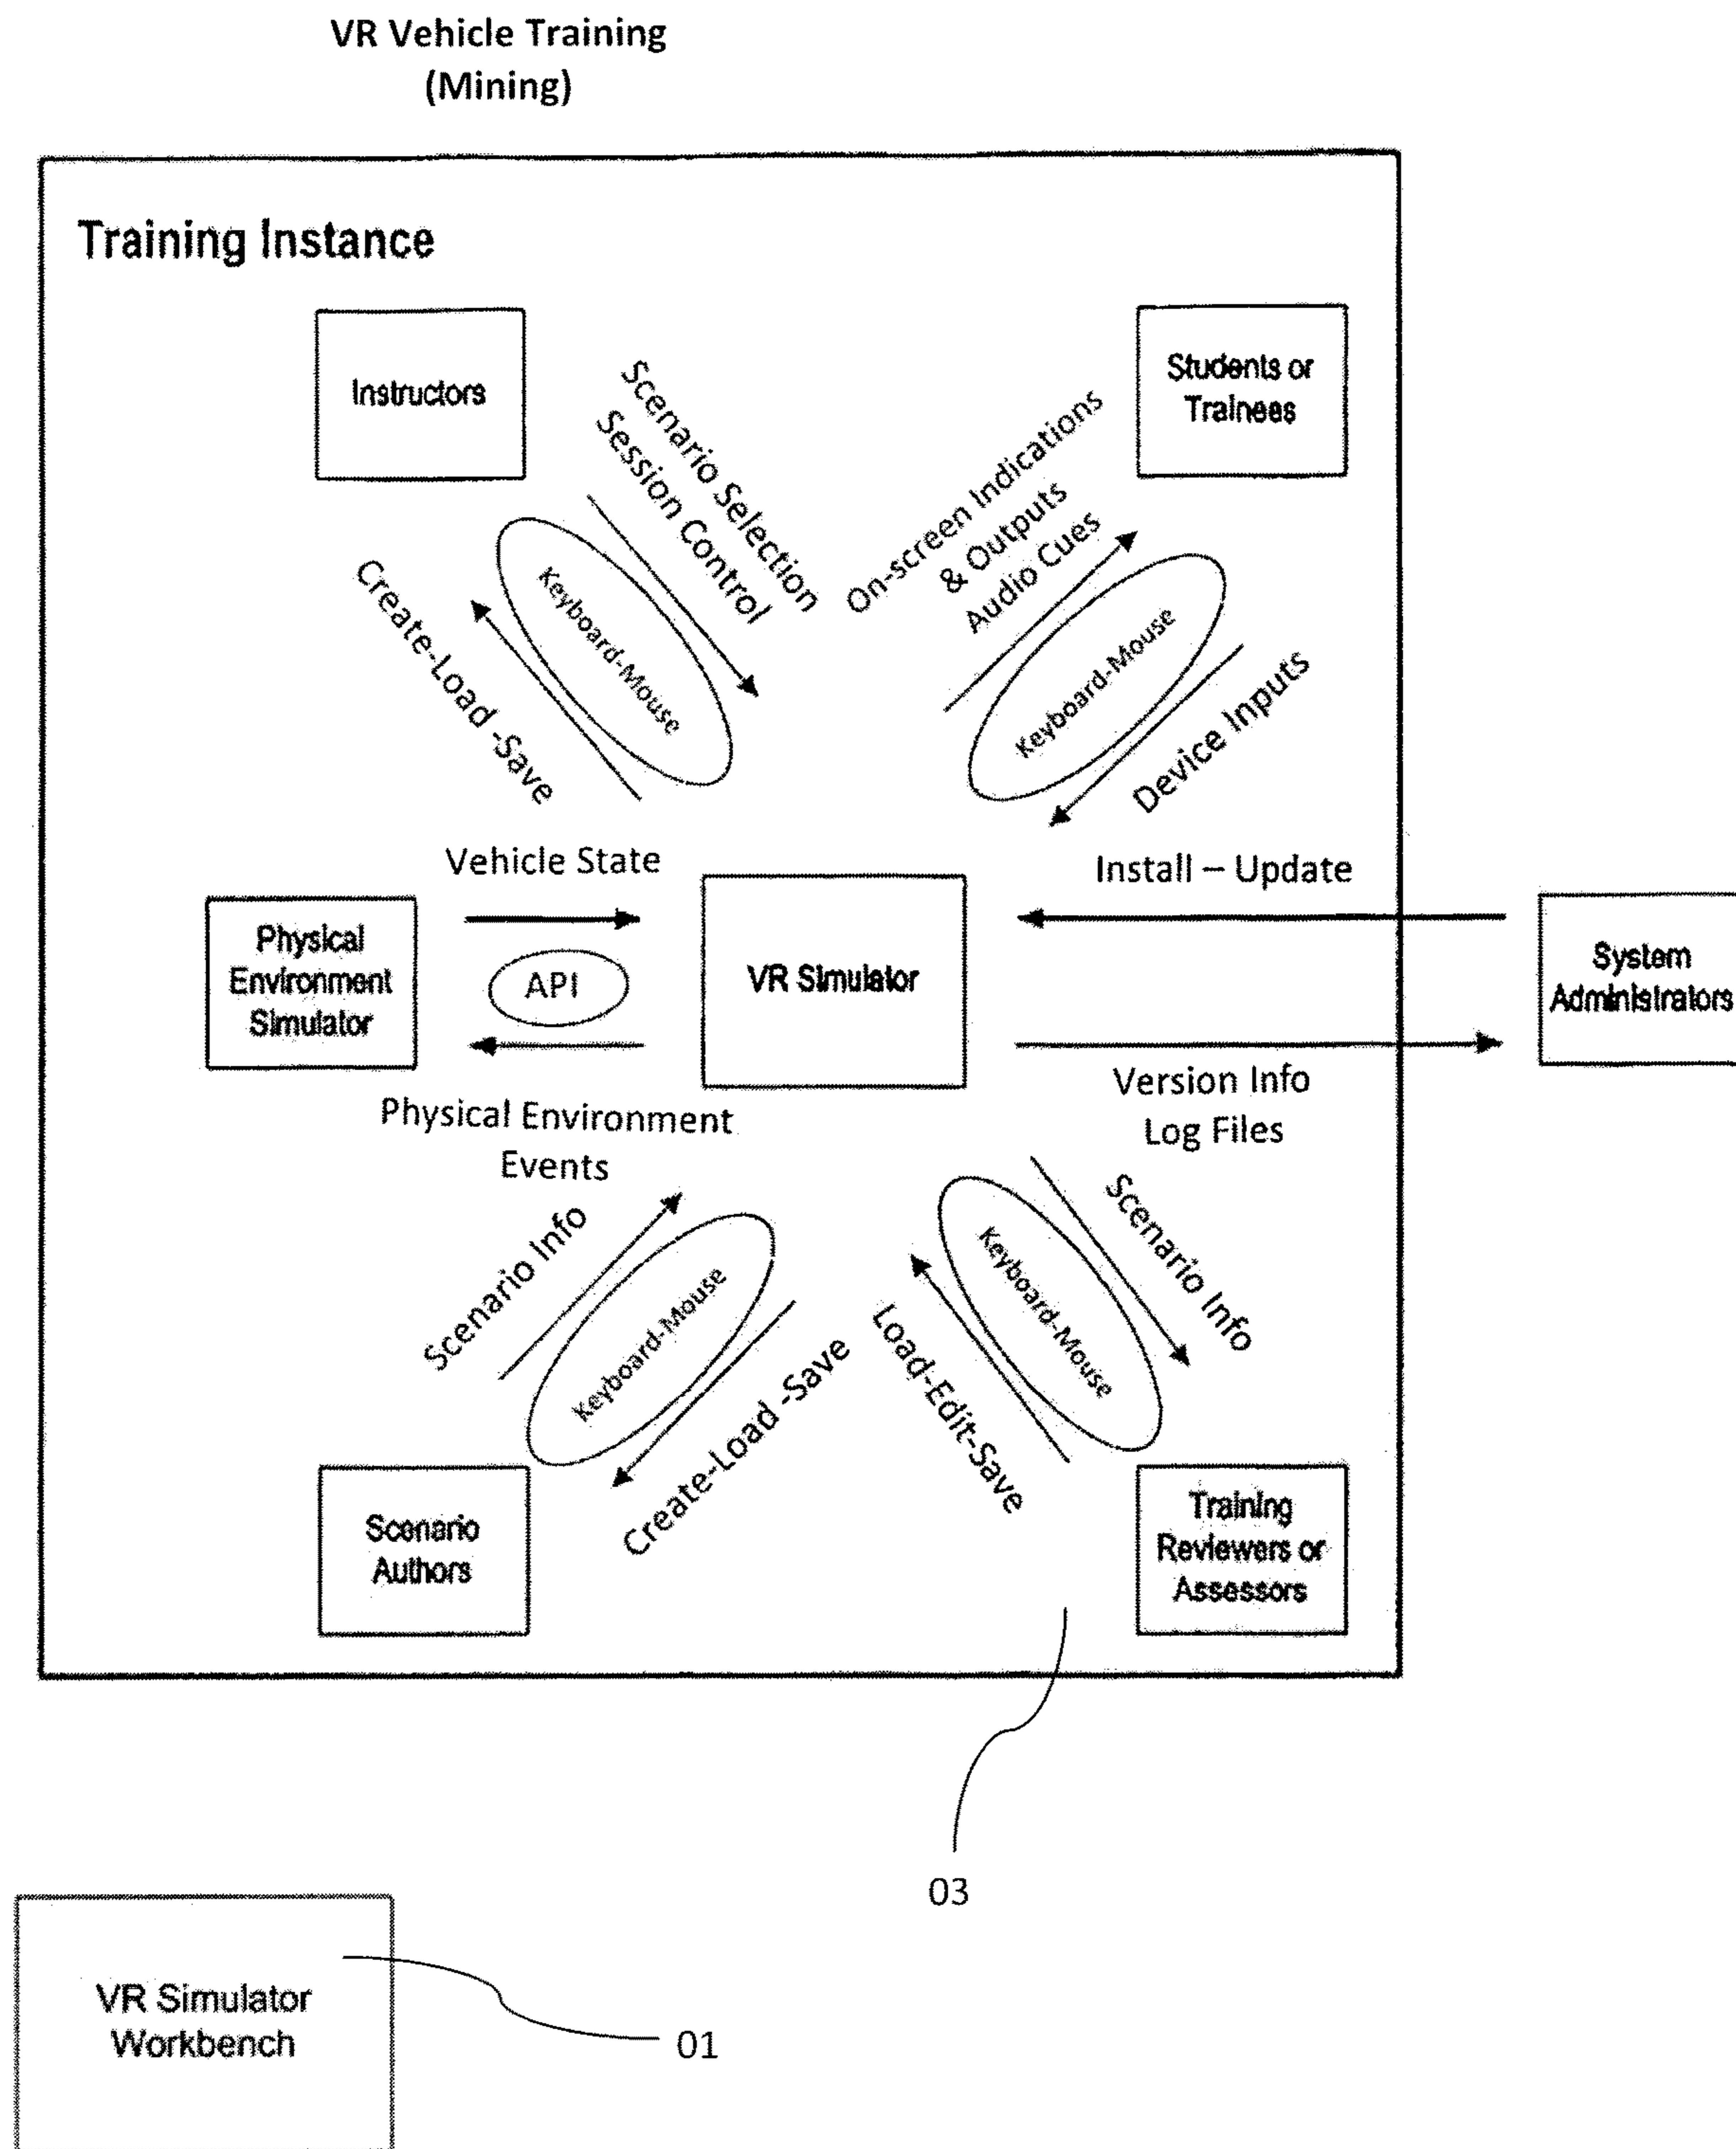 VR Vehicle Training
(Mining)
Training Instance
Instructors
Students or
Trainees
Scenario Selection
Session Control
Keyboard-Mouse
Create-Load -Save
On-screen Indications
& Outputs
Audio Cues
Keyboard-Mouse
Device Inputs
Vehicle State
Install – Update
Physical
Environment
Simulator
API
VR Simulator
System
Administrators
Physical Environment
Events
Version Info
Log Files
Scenario Info
Keyboard-Mouse
Create-Load -Save
Scenario Info
Keyboard-Mouse
Load-Edit-Save
Scenario
Authors
Training
Reviewers or
Assessors
03
VR Simulator
Workbench
01